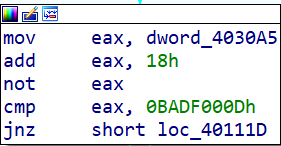 mov eax, dword_4030A5
add eax, 18h
not eax
cmp eax, 0BADF000Dh
jnz short loc_40111D